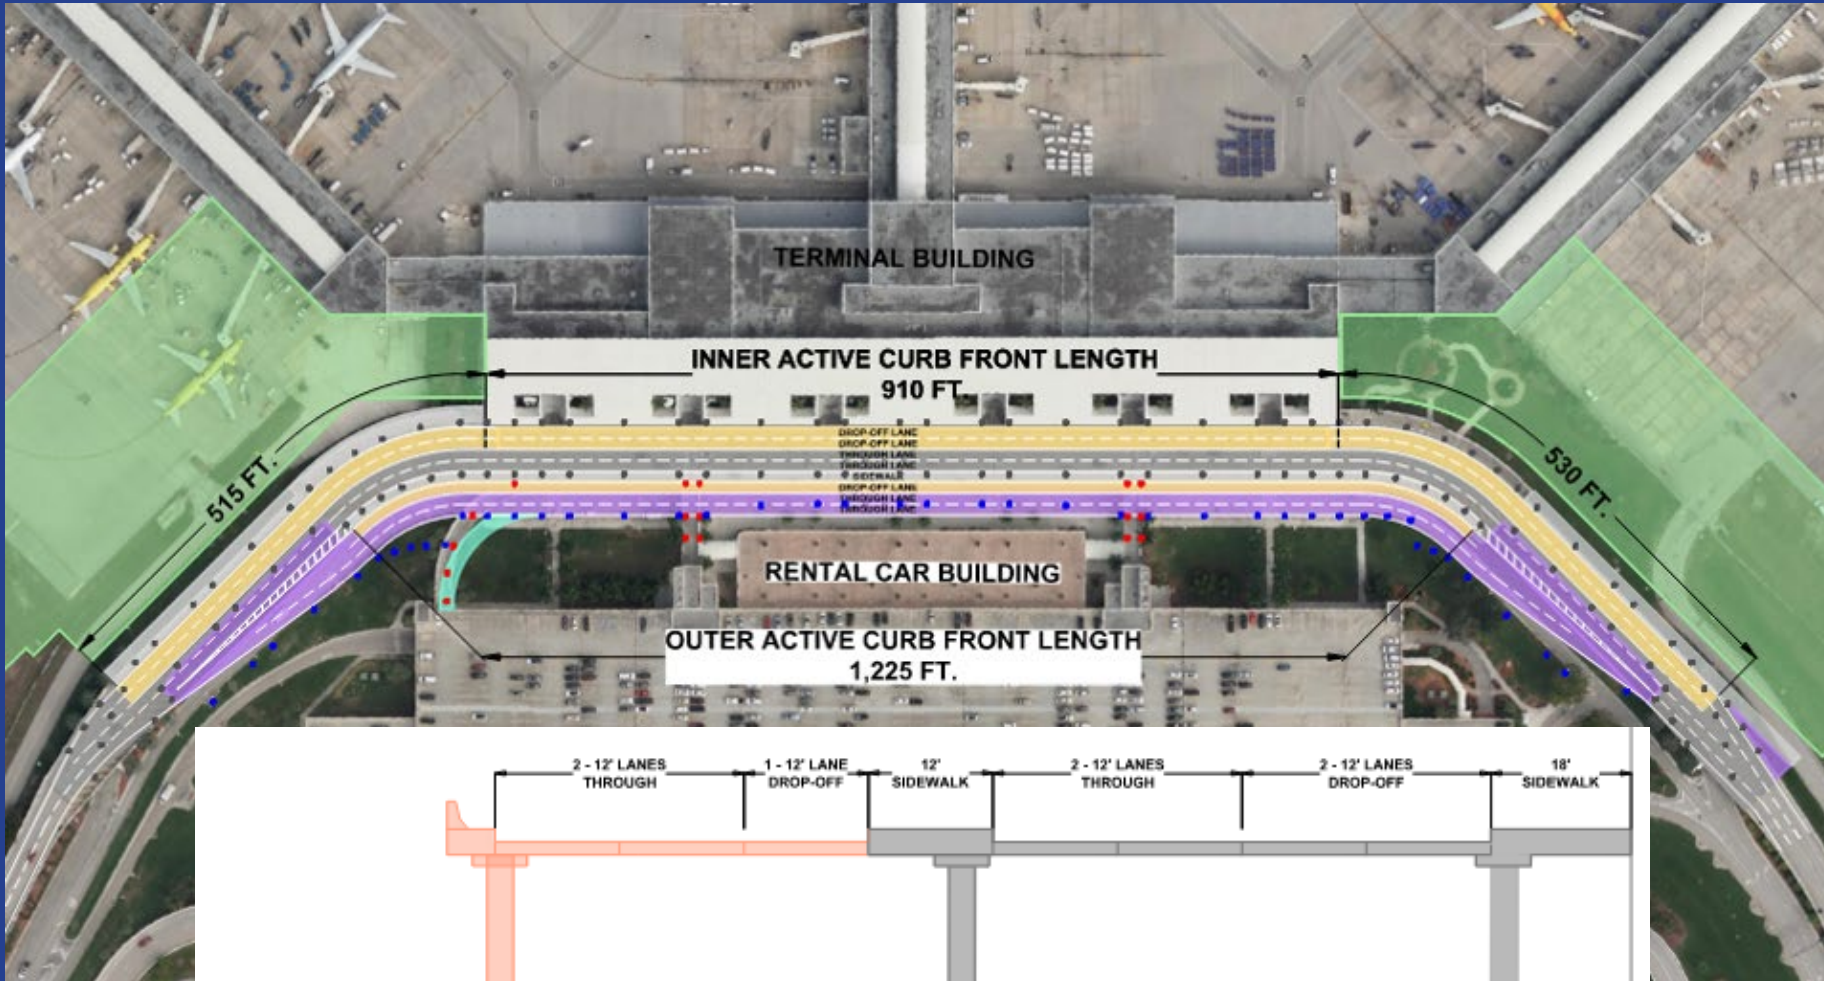 TERMINAL BUILDING
INNER ACTIVE CURB FRONT LENGTH
910 FT.
515 FT.
530 FT.
DROP-OFF LANE
DROP-OFF LANE
THROUGH LANE
THROUGH LANE
SIDEWALK
DROP-OFF LANE
THROUGH LANE
THROUGH LANE
RENTAL CAR BUILDING
OUTER ACTIVE CURB FRONT LENGTH
1,225 FT.
2 - 12' LANES
THROUGH
1 - 12' LANE
DROP-OFF
12'
SIDEWALK
2 - 12' LANES
THROUGH
2 - 12' LANES
DROP-OFF
18'
SIDEWALK